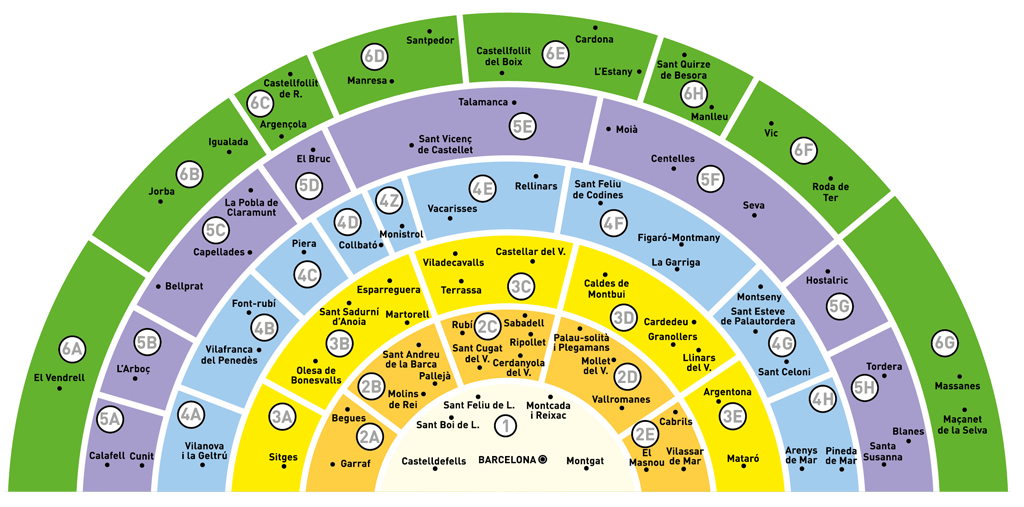 6D
Santpedor
Manresa
Castellfollit
del Boix
6E
Cardona
L'Estany
Sant Quirze
de Besora
6H
Manlleu
6C
Castellfollit
de R.
Argençola
Talamanca
5E
Sant Vicenç
de Castellet
Moià
Centelles
5F
Seva
Vic
6F
Roda de
Ter
Igualada
6B
Jorba
El Bruc
5D
La Pobla de
Claramunt
5C
Capellades
Bellprat
4Z
Monistrol
4D
Collbató
4E
Rellinars
Vacarisses
Sant Feliu
de Codines
4F
Figaró-Montmany
La Garriga
Piera
4C
Viladecavalls
Castellar del V.
Terrassa
3C
Caldes de
Montbui
3D
Cardedeu
Granollers
Llinars
del V.
Hostalric
5G
Montseny
Sant Esteve
de Palautordera
4G
Sant Celoni
Font-rubí
4B
Vilafranca
del Penedès
Esparreguera
Sant Sadurní
d'Anoia
Martorell
3B
Olesa de
Bonesvalls
Rubí
2C
Sabadell
Ripollet
Sant Cugat
del V.
Cerdanyola
del V.
Palau-solità
i Plegamans
Mollet
del V.
2D
Vallromanes
Sant Andreu
de la Barca
Pallejà
2B
Molins
de Rei
6A
El Vendrell
5B
L'Arboç
6G
Massanes
Maçanet
de la Selva
Tordera
5H
Blanes
Santa
Susanna
5A
Calafell
Cunit
4A
Vilanova
i la Geltrú
3A
Sitges
Begues
2A
Garraf
Sant Feliu de L.
Montcada
i Reixac
Sant Boi de L.
1
Castelldefels
BARCELONA
Montgat
Cabrils
2E
El
Masnou
Vilassar
de Mar
Argentona
3E
Mataró
4H
Arenys
de Mar
Pineda
de Mar